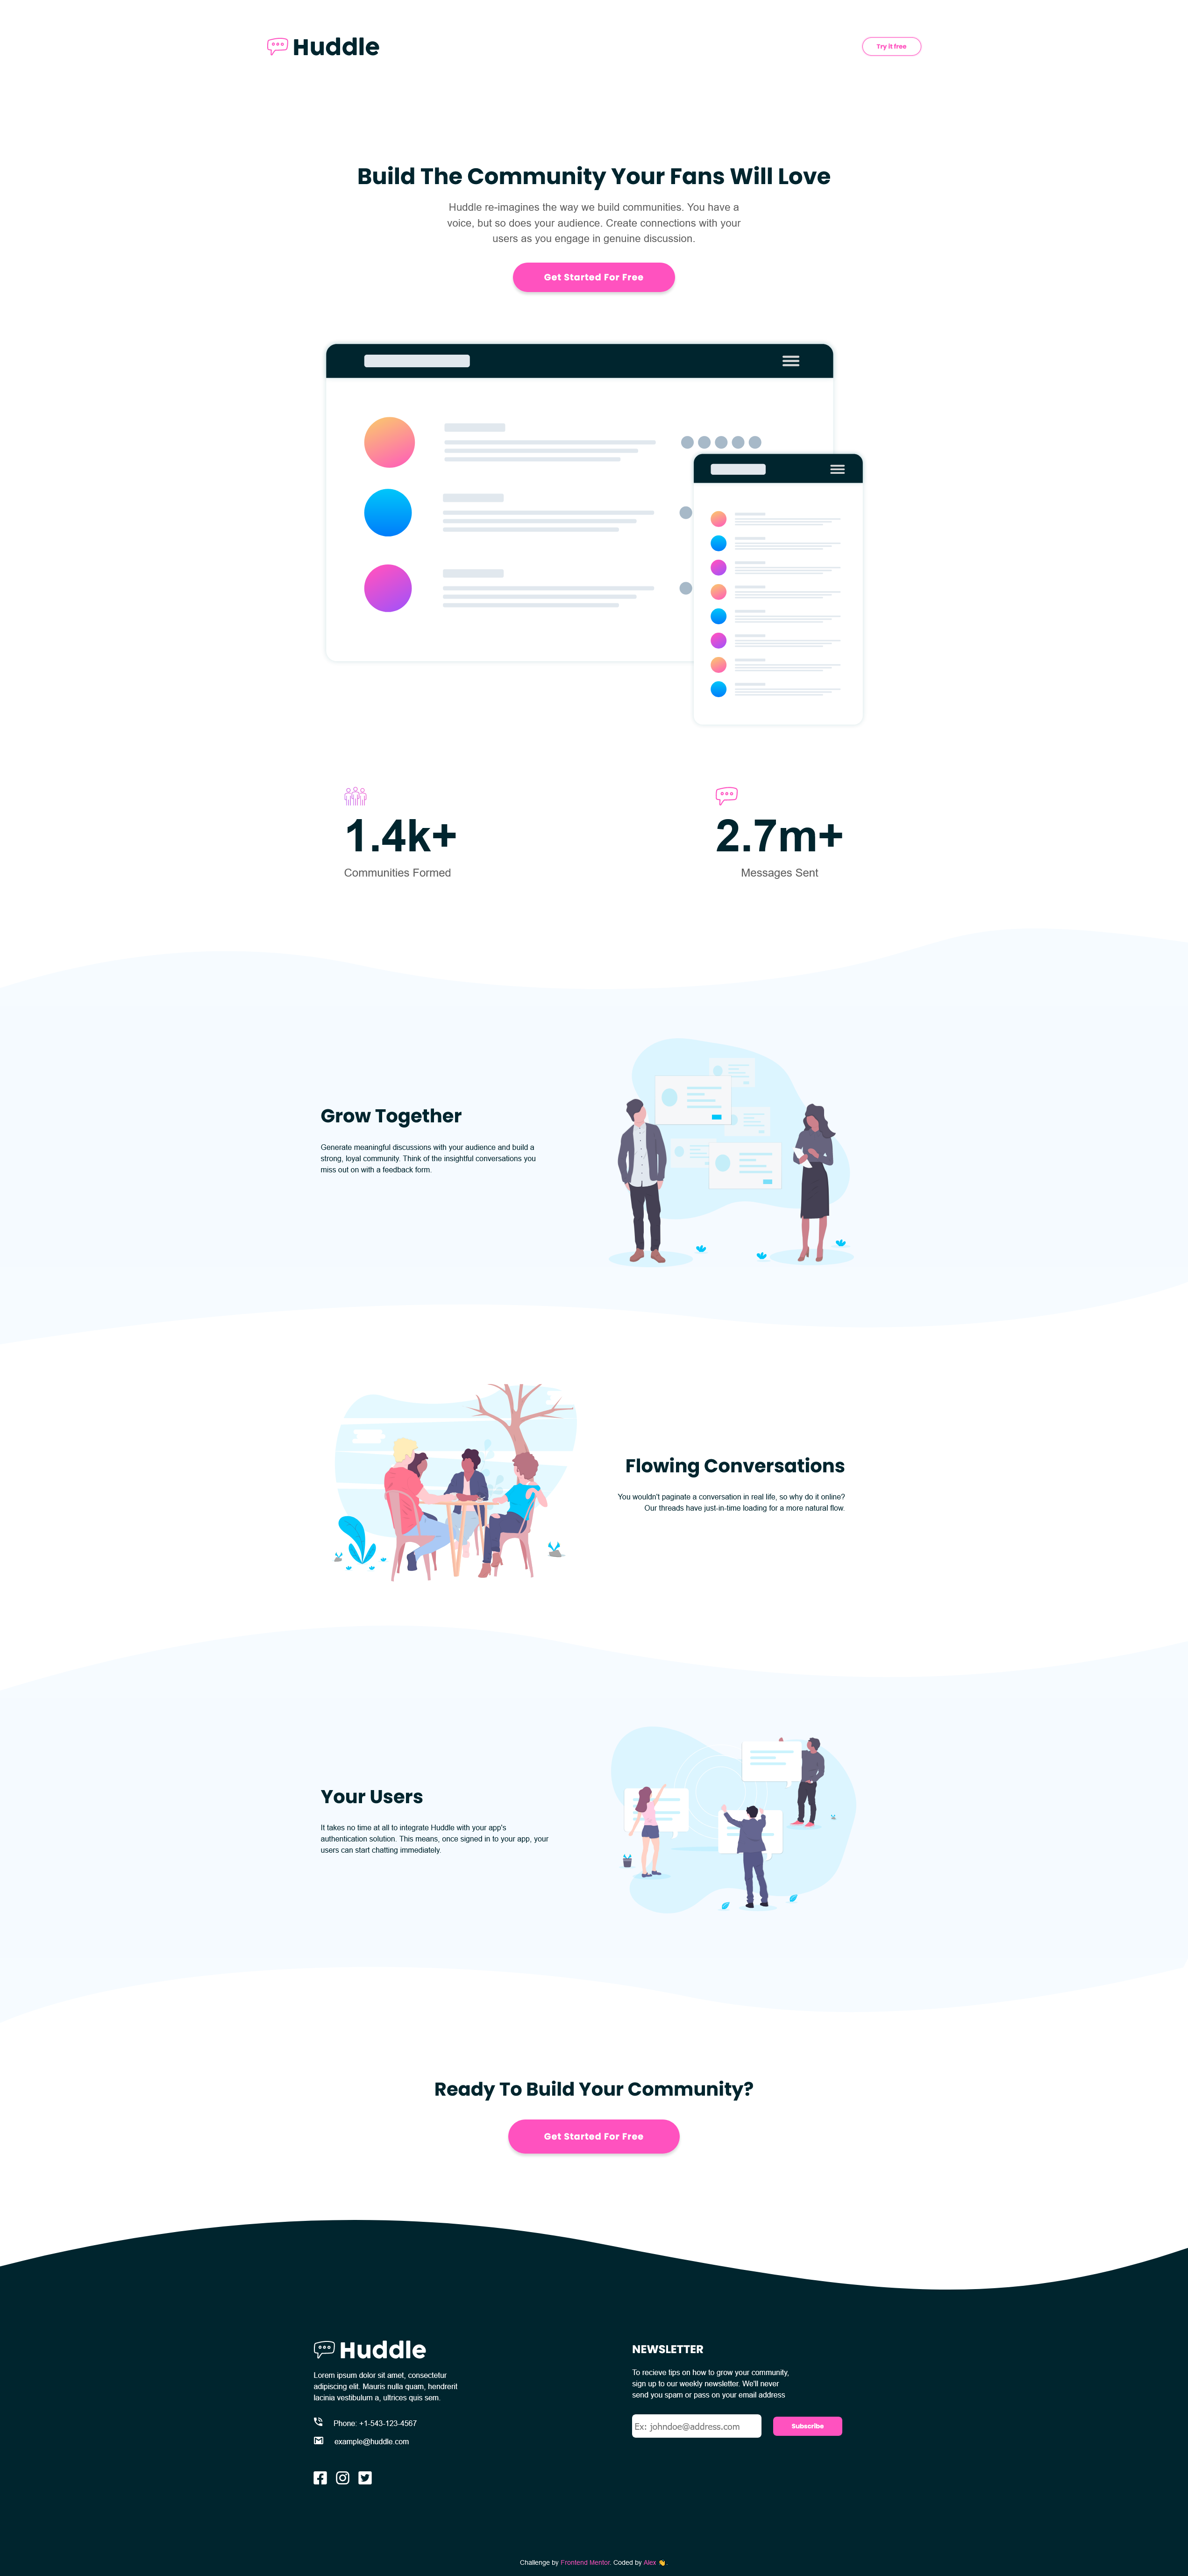 Huddle
Try it free
Build The Community Your Fans Will Love
Huddle re-imagines the way we build communities. You have a
voice, but so does your audience. Create connections with your
users as you engage in genuine discussion.
Get Started For Free
1.4k+
Communities Formed
2.7m+
Messages Sent
Grow Together
Generate meaningful discussions with your audience and build a
strong, loyal community. Think of the insightful conversations you
miss out on with a feedback form.
Flowing Conversations
You wouldn't paginate a conversation in real life, so why do it online?
Our threads have just-in-time loading for a more natural flow.
Your Users
It takes no time at all to integrate Huddle with your app's
authentication solution. This means, once signed in to your app, your
users can start chatting immediately.
Ready To Build Your Community?
Get Started For Free
Huddle
Lorem ipsum dolor sit amet, consectetur
adipiscing elit. Mauris nulla quam, hendrerit
lacinia vestibulum a, ultrices quis sem.
Phone: +1-543-123-4567
example@huddle.com
NEWSLETTER
To recieve tips on how to grow your community,
sign up to our weekly newsletter. We'll never
send you spam or pass on your email address
Ex: johndoe@address.com
Subscribe
Challenge by Frontend Mentor. Coded by Alex 👋.